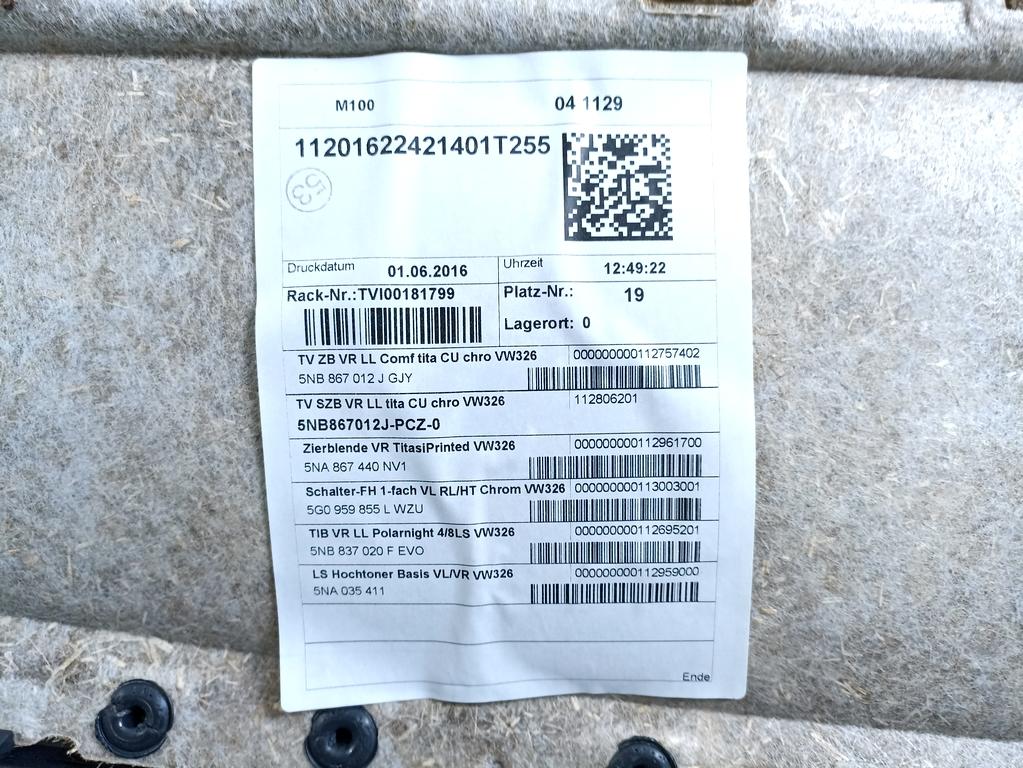 M100 04 1129
11201622421401T255
53
Druckdatum 01.06.2016 Uhrzeit 12:49:22
Rack-Nr.:TVI00181799 Platz-Nr.: 19
Lagerort: 0
TV ZB VR LL Comf tita CU chro VW326 000000000112757402
5NB 867 012 J GJY
TV SZB VR LL tita CU chro VW326 112806201
5NB867012J-PCZ-0
Zierblende VR TitasiPrinted VW326 000000000112961700
5NA 867 440 NV1
Schalter-FH 1-fach VL RL/HT Chrom VW326 000000000113003001
5G0 959 855 L WZU
TIB VR LL Polarnight 4/8LS VW326 000000000112695201
5NB 837 020 F EVO
LS Hochtoner Basis VL/VR VW326 000000000112959000
5NA 035 411
Ende